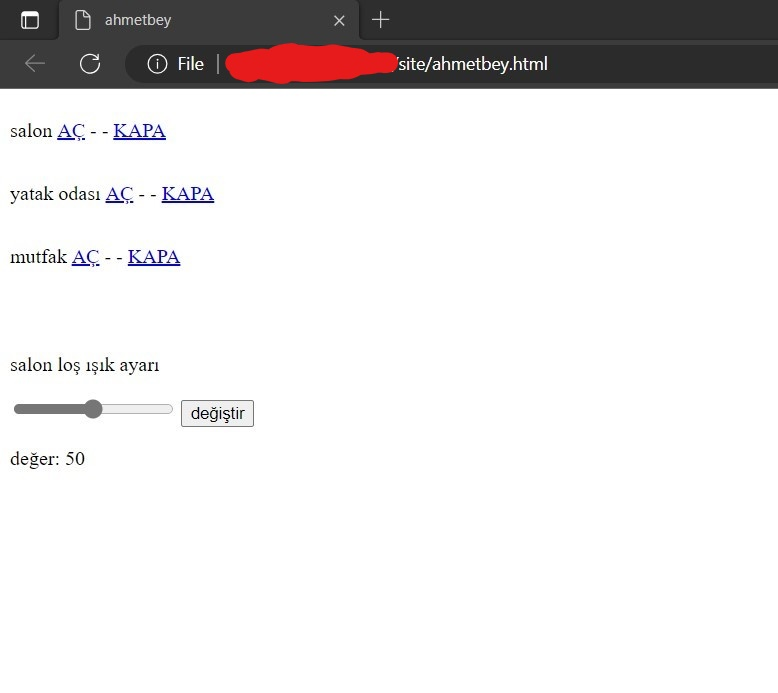 ahmetbey
File /site/ahmetbey.html
salon AÇ - - KAPA
yatak odası AÇ - - KAPA
mutfak AÇ - - KAPA
salon loş ışık ayarı
değiştir
değer: 50